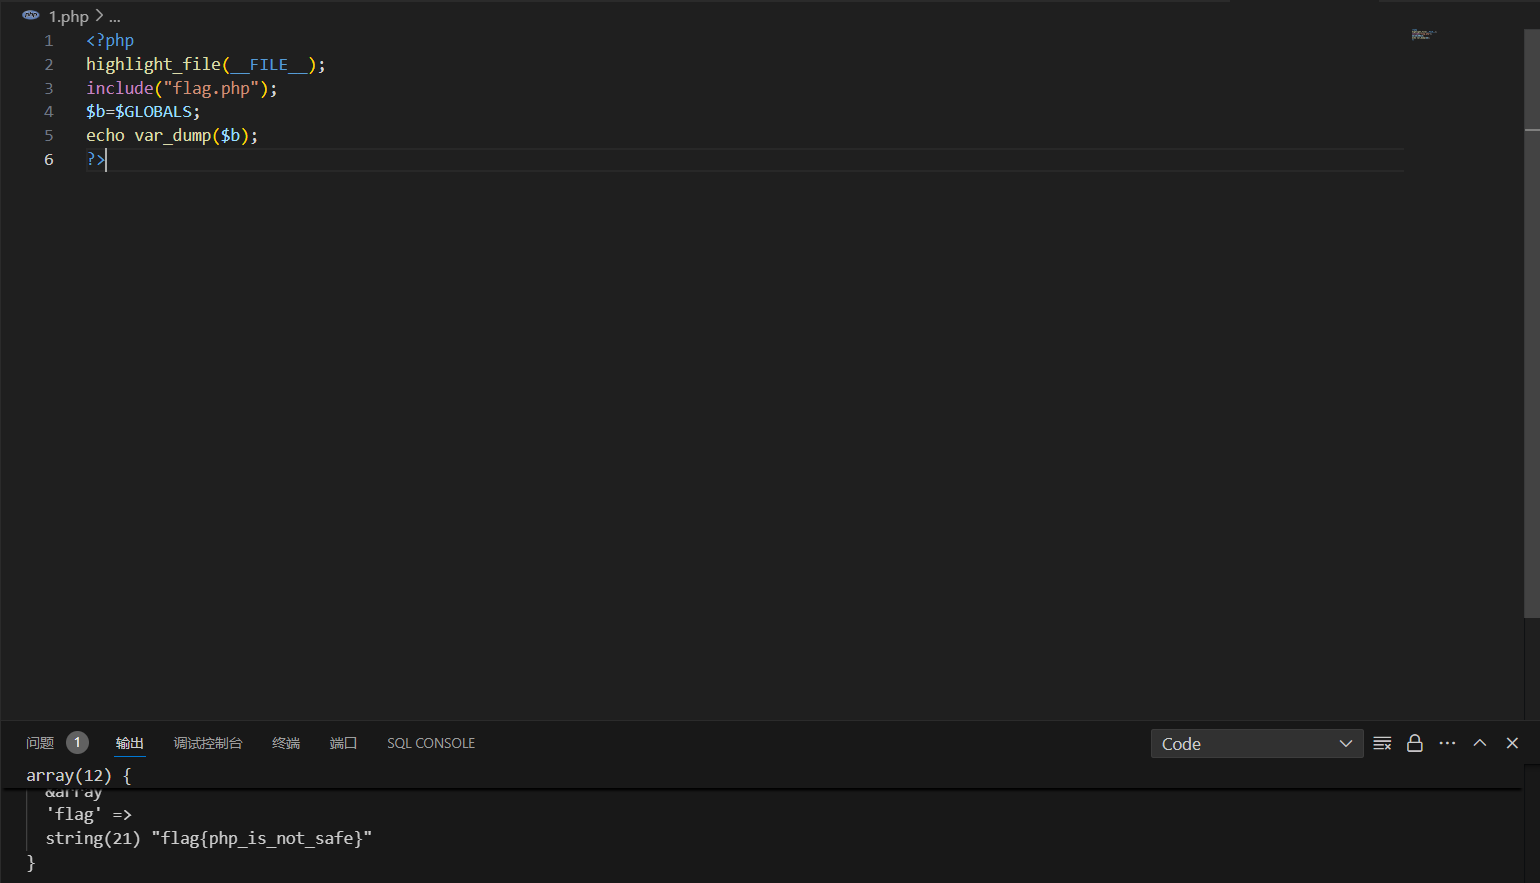 1.php > ...
1 <?php
2 highlight_file(__FILE__);
3 include("flag.php");
4 $b=$GLOBALS;
5 echo var_dump($b);
6 ?>
问题 1 输出 调试控制台 终端 端口 SQL CONSOLE Code
array(12) {
&array
'flag' =>
string(21) "flag{php_is_not_safe}"
}